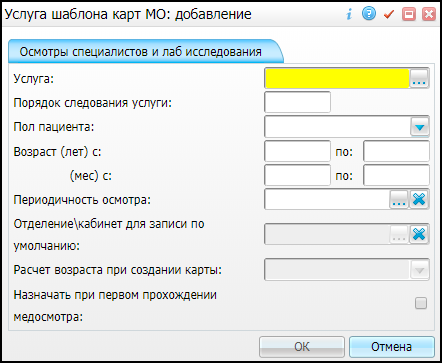 Услуга шаблона карт МО: добавление
Осмотры специалистов и лаб исследования
Услуга:
...
Порядок следования услуги:
Пол пациента:
Возраст (лет) с: по:
(мес) с: по:
Периодичность осмотра:
...
Отделение\кабинет для записи по
умолчанию:
...
Расчет возраста при создании карты:
Назначать при первом прохождении
медосмотра:
ОК Отмена